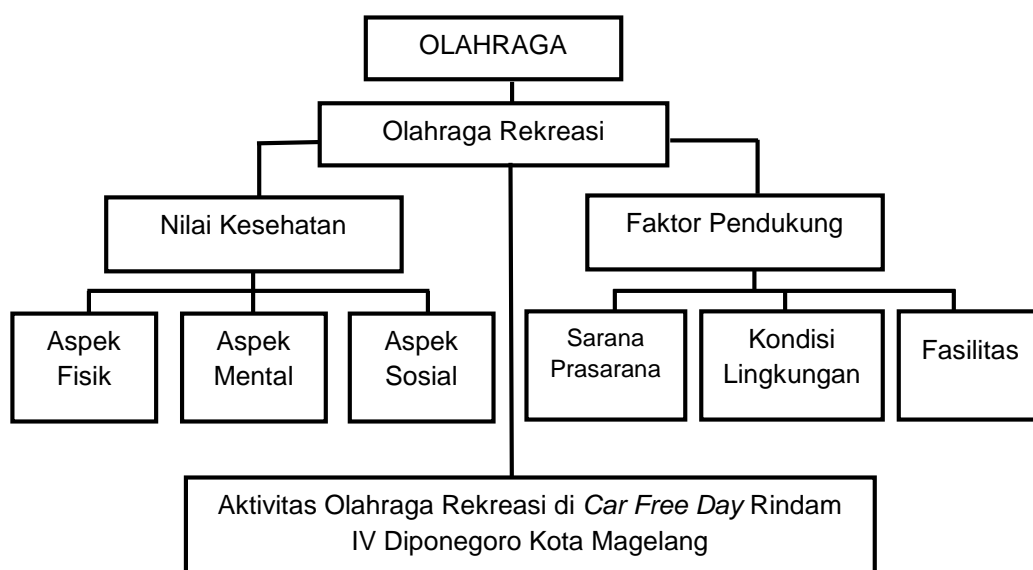 OLAHRAGA
Olahraga Rekreasi
Nilai Kesehatan
Faktor Pendukung
Aspek
Fisik
Aspek
Mental
Aspek
Sosial
Sarana
Prasarana
Kondisi
Lingkungan
Fasilitas
Aktivitas Olahraga Rekreasi di Car Free Day Rindam
IV Diponegoro Kota Magelang